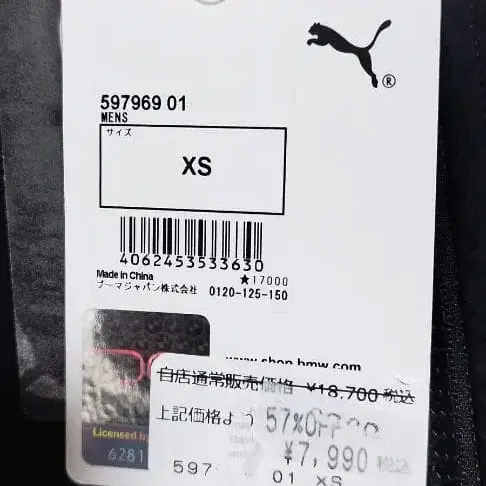 ®
597969 01
MENS
サイズ
XS
4062453533630
Made in China
★17000
プーマジャパン株式会社 0120-125-150
www.shop.bmw.com
自店通常販売価格 ¥18,700 税込
上記価格より 57%OFF
¥7,990
Licensed by
6281
597
01 XS